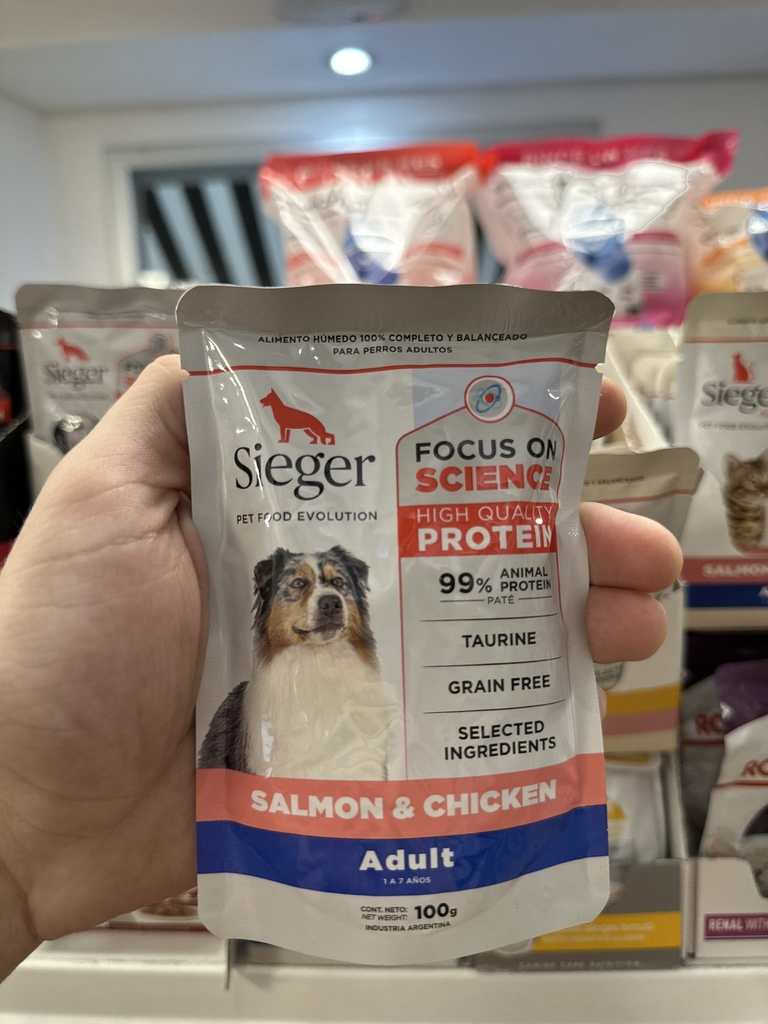 ALIMENTO HÚMEDO 100% COMPLETO Y BALANCEADO
PARA PERROS ADULTOS
Sieger
PET FOOD EVOLUTION
FOCUS ON
SCIENCE
HIGH QUALITY
PROTEIN
99% ANIMAL PROTEIN
PATÉ
TAURINE
GRAIN FREE
SELECTED
INGREDIENTS
SALMON & CHICKEN
Adult
1 A 7 AÑOS
CONT. NETO:
NET WEIGHT: 100g
INDUSTRIA ARGENTINA
Sieger
Sieger
SALMON